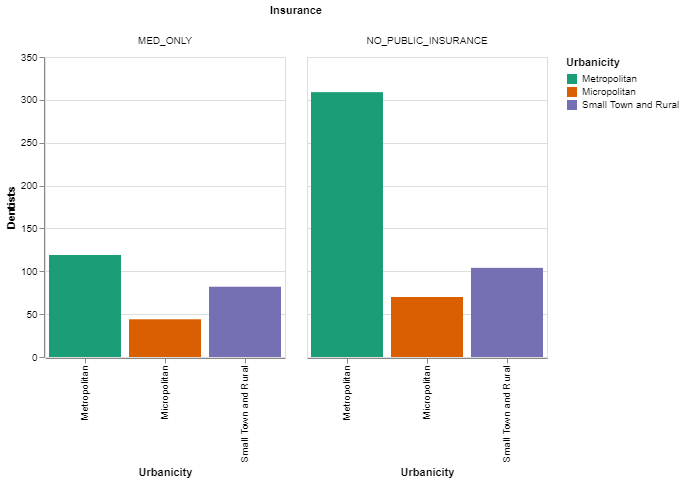 Insurance
MED_ONLY
NO_PUBLIC_INSURANCE
Urbanicity
Metropolitan
Micropolitan
Small Town and Rural
Dentists
350
300
250
200
150
100
50
0
Metropolitan
Micropolitan
Small Town and Rural
Metropolitan
Micropolitan
Small Town and Rural
Urbanicity
Urbanicity